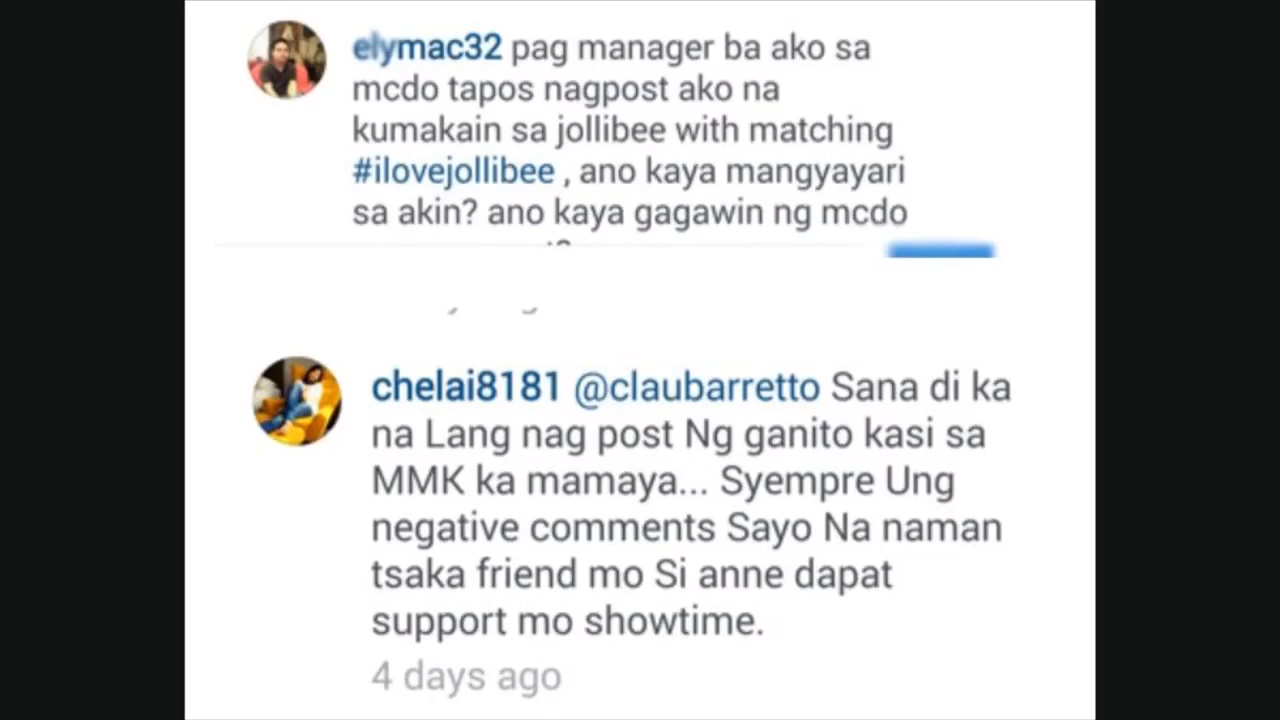 elymac32 pag manager ba ako sa
mcdo tapos nagpost ako na
kumakain sa jollibee with matching
#ilovejollibee , ano kaya mangyayari
sa akin? ano kaya gagawin ng mcdo
chelai8181 @claubarretto Sana di ka
na Lang nag post Ng ganito kasi sa
MMK ka mamaya... Syempre Ung
negative comments Sayo Na naman
tsaka friend mo Si anne dapat
support mo showtime.
4 days ago